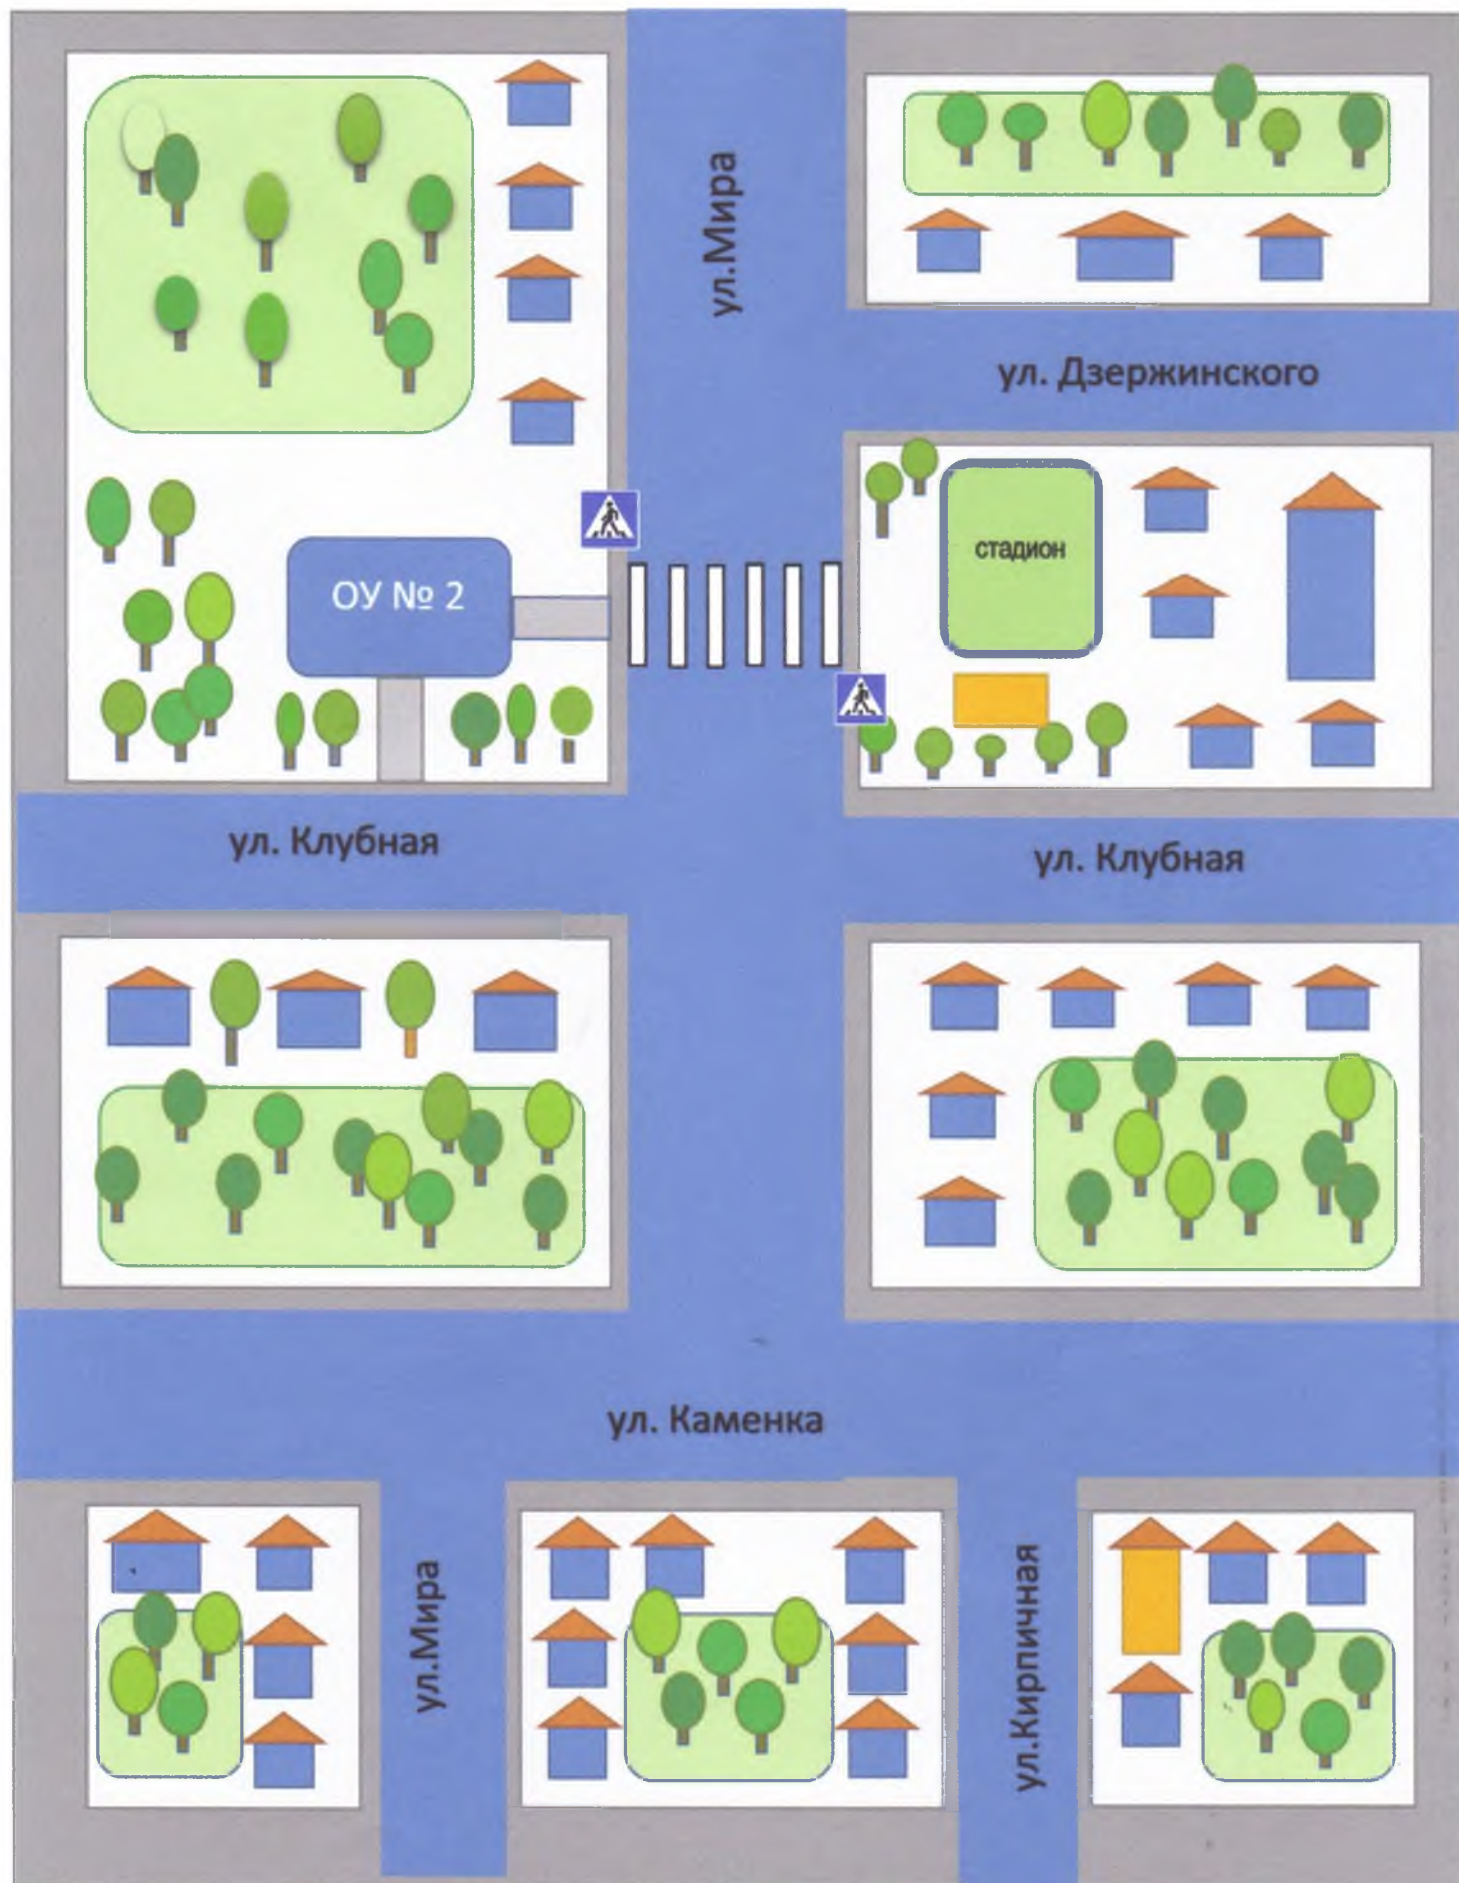 ул.Мира
ул. Дзержинского
стадион
ОУ № 2
ул. Клубная
ул. Клубная
ул. Каменка
ул.Мира
ул.Кирпичная